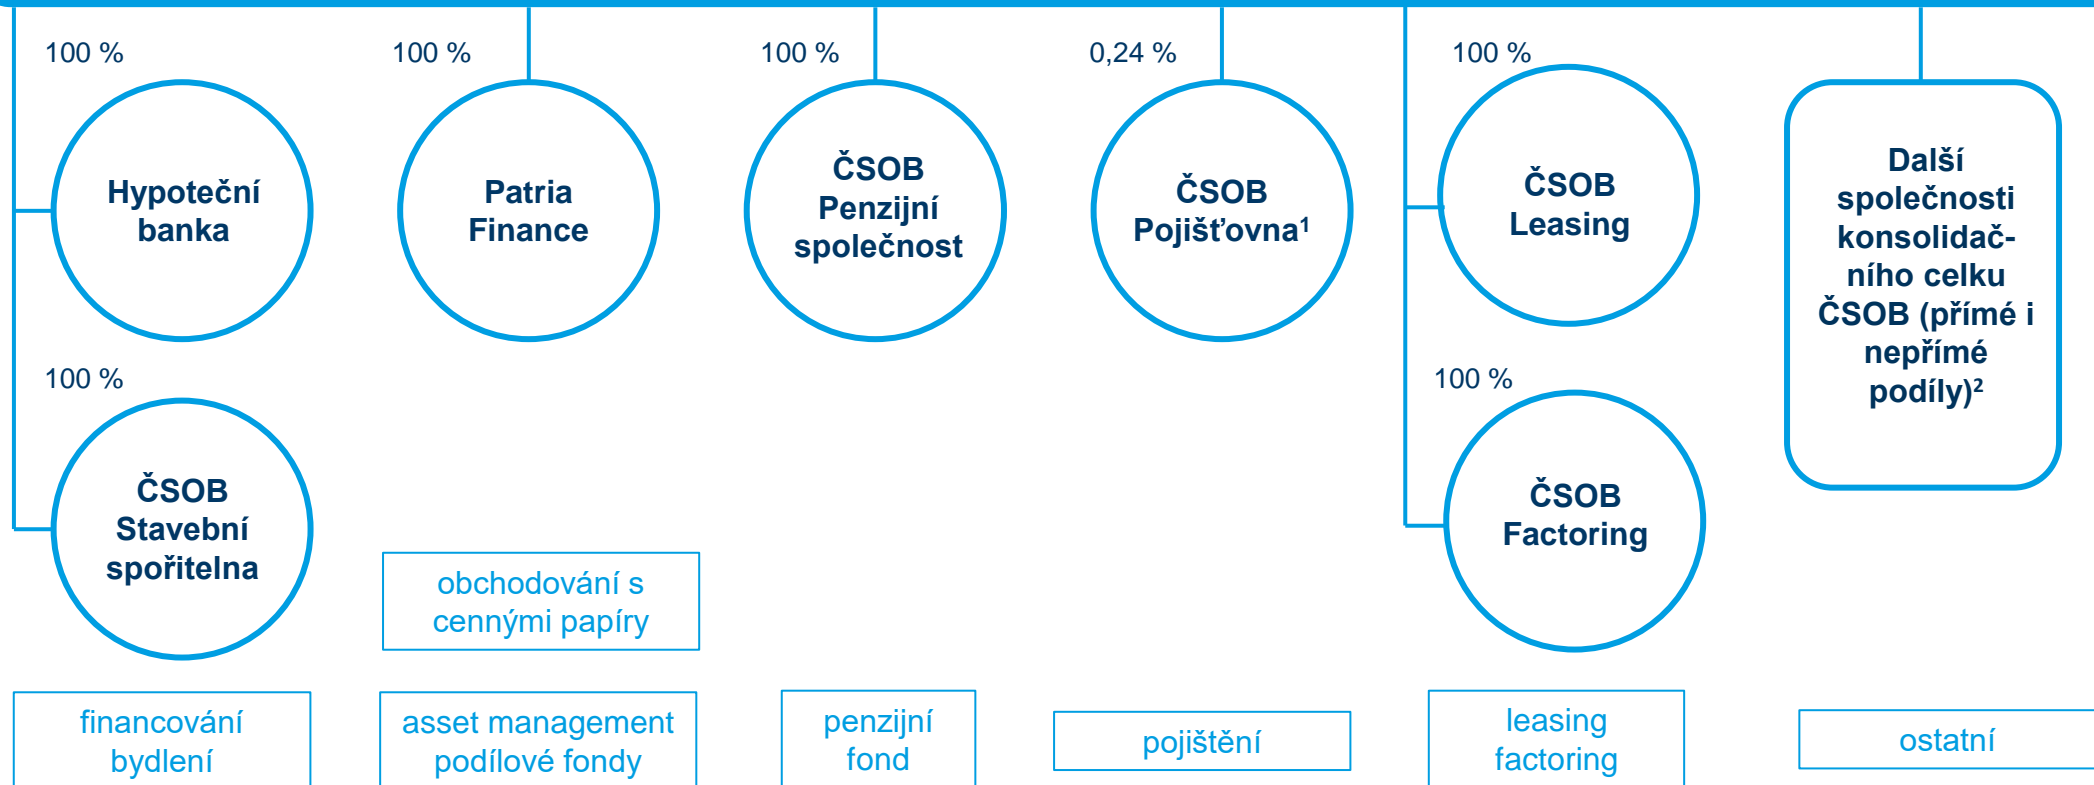 100 %
Hypoteční
banka
100 %
ČSOB
Stavební
spořitelna
financování
bydlení
100 %
Patria
Finance
obchodování s
cennými papíry
asset management
podílové fondy
100 %
ČSOB
Penzijní
společnost
penzijní
fond
0,24 %
ČSOB
Pojišťovna¹
pojištění
100 %
ČSOB
Leasing
100 %
ČSOB
Factoring
leasing
factoring
Další
společnosti
konsolidač-
ního celku
ČSOB (přímé i
nepřímé
podíly)²
ostatní